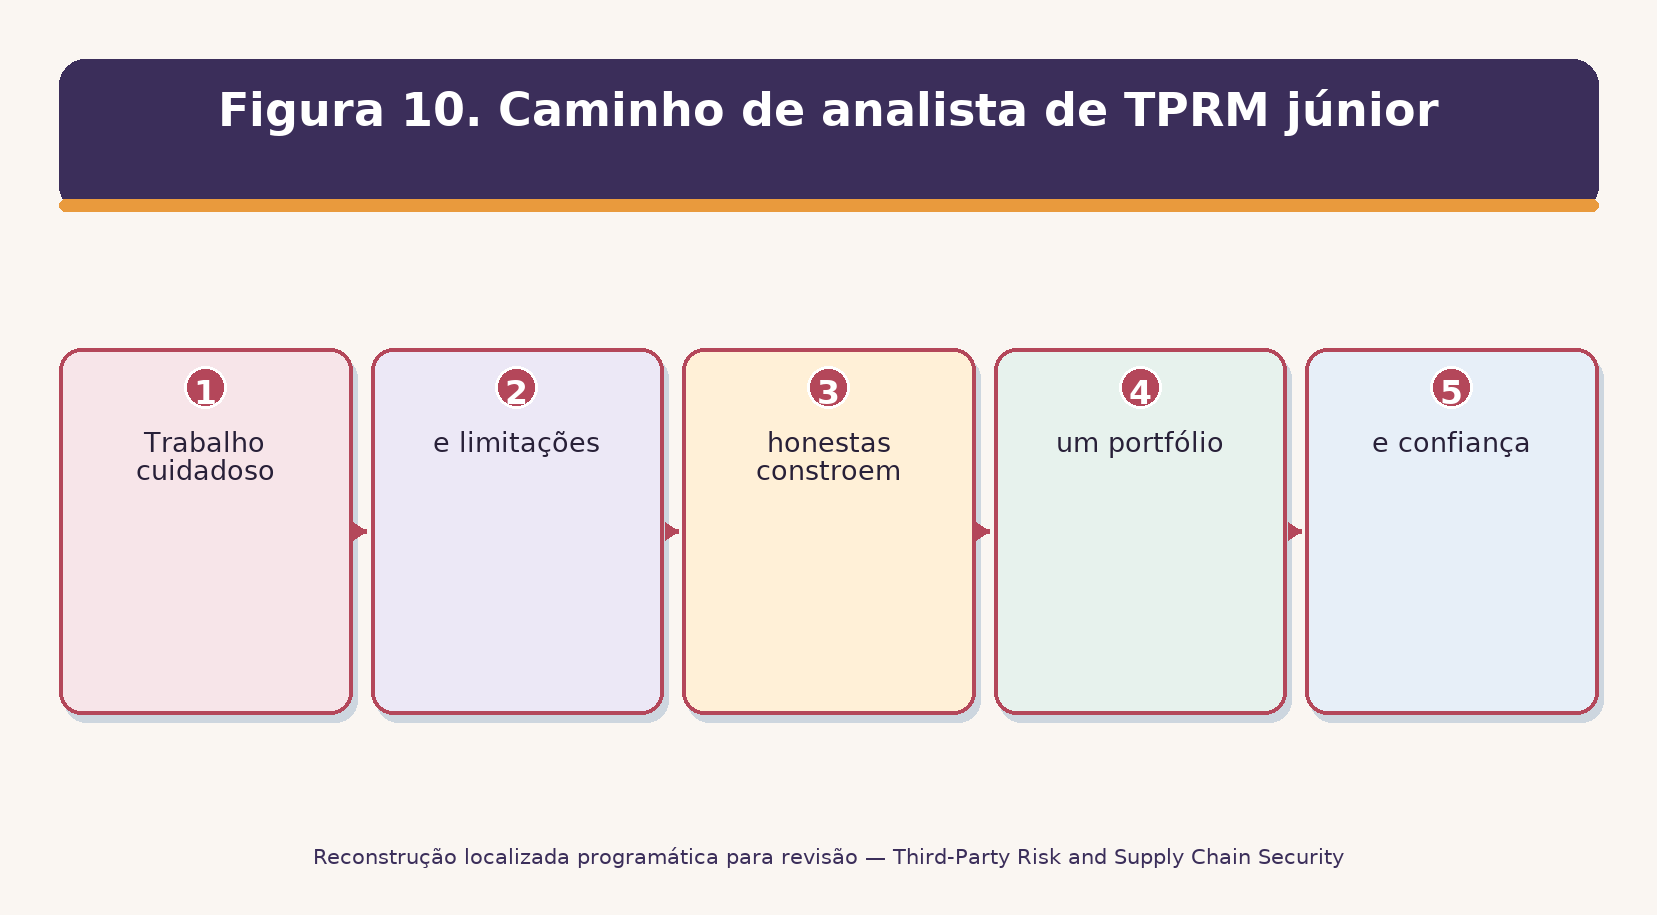 Figura 10. Caminho de analista de TPRM júnior
1
Trabalho
cuidadoso
2
e limitações
3
honestas
constroem
4
um portfólio
5
e confiança
Reconstrução localizada programática para revisão — Third-Party Risk and Supply Chain Security